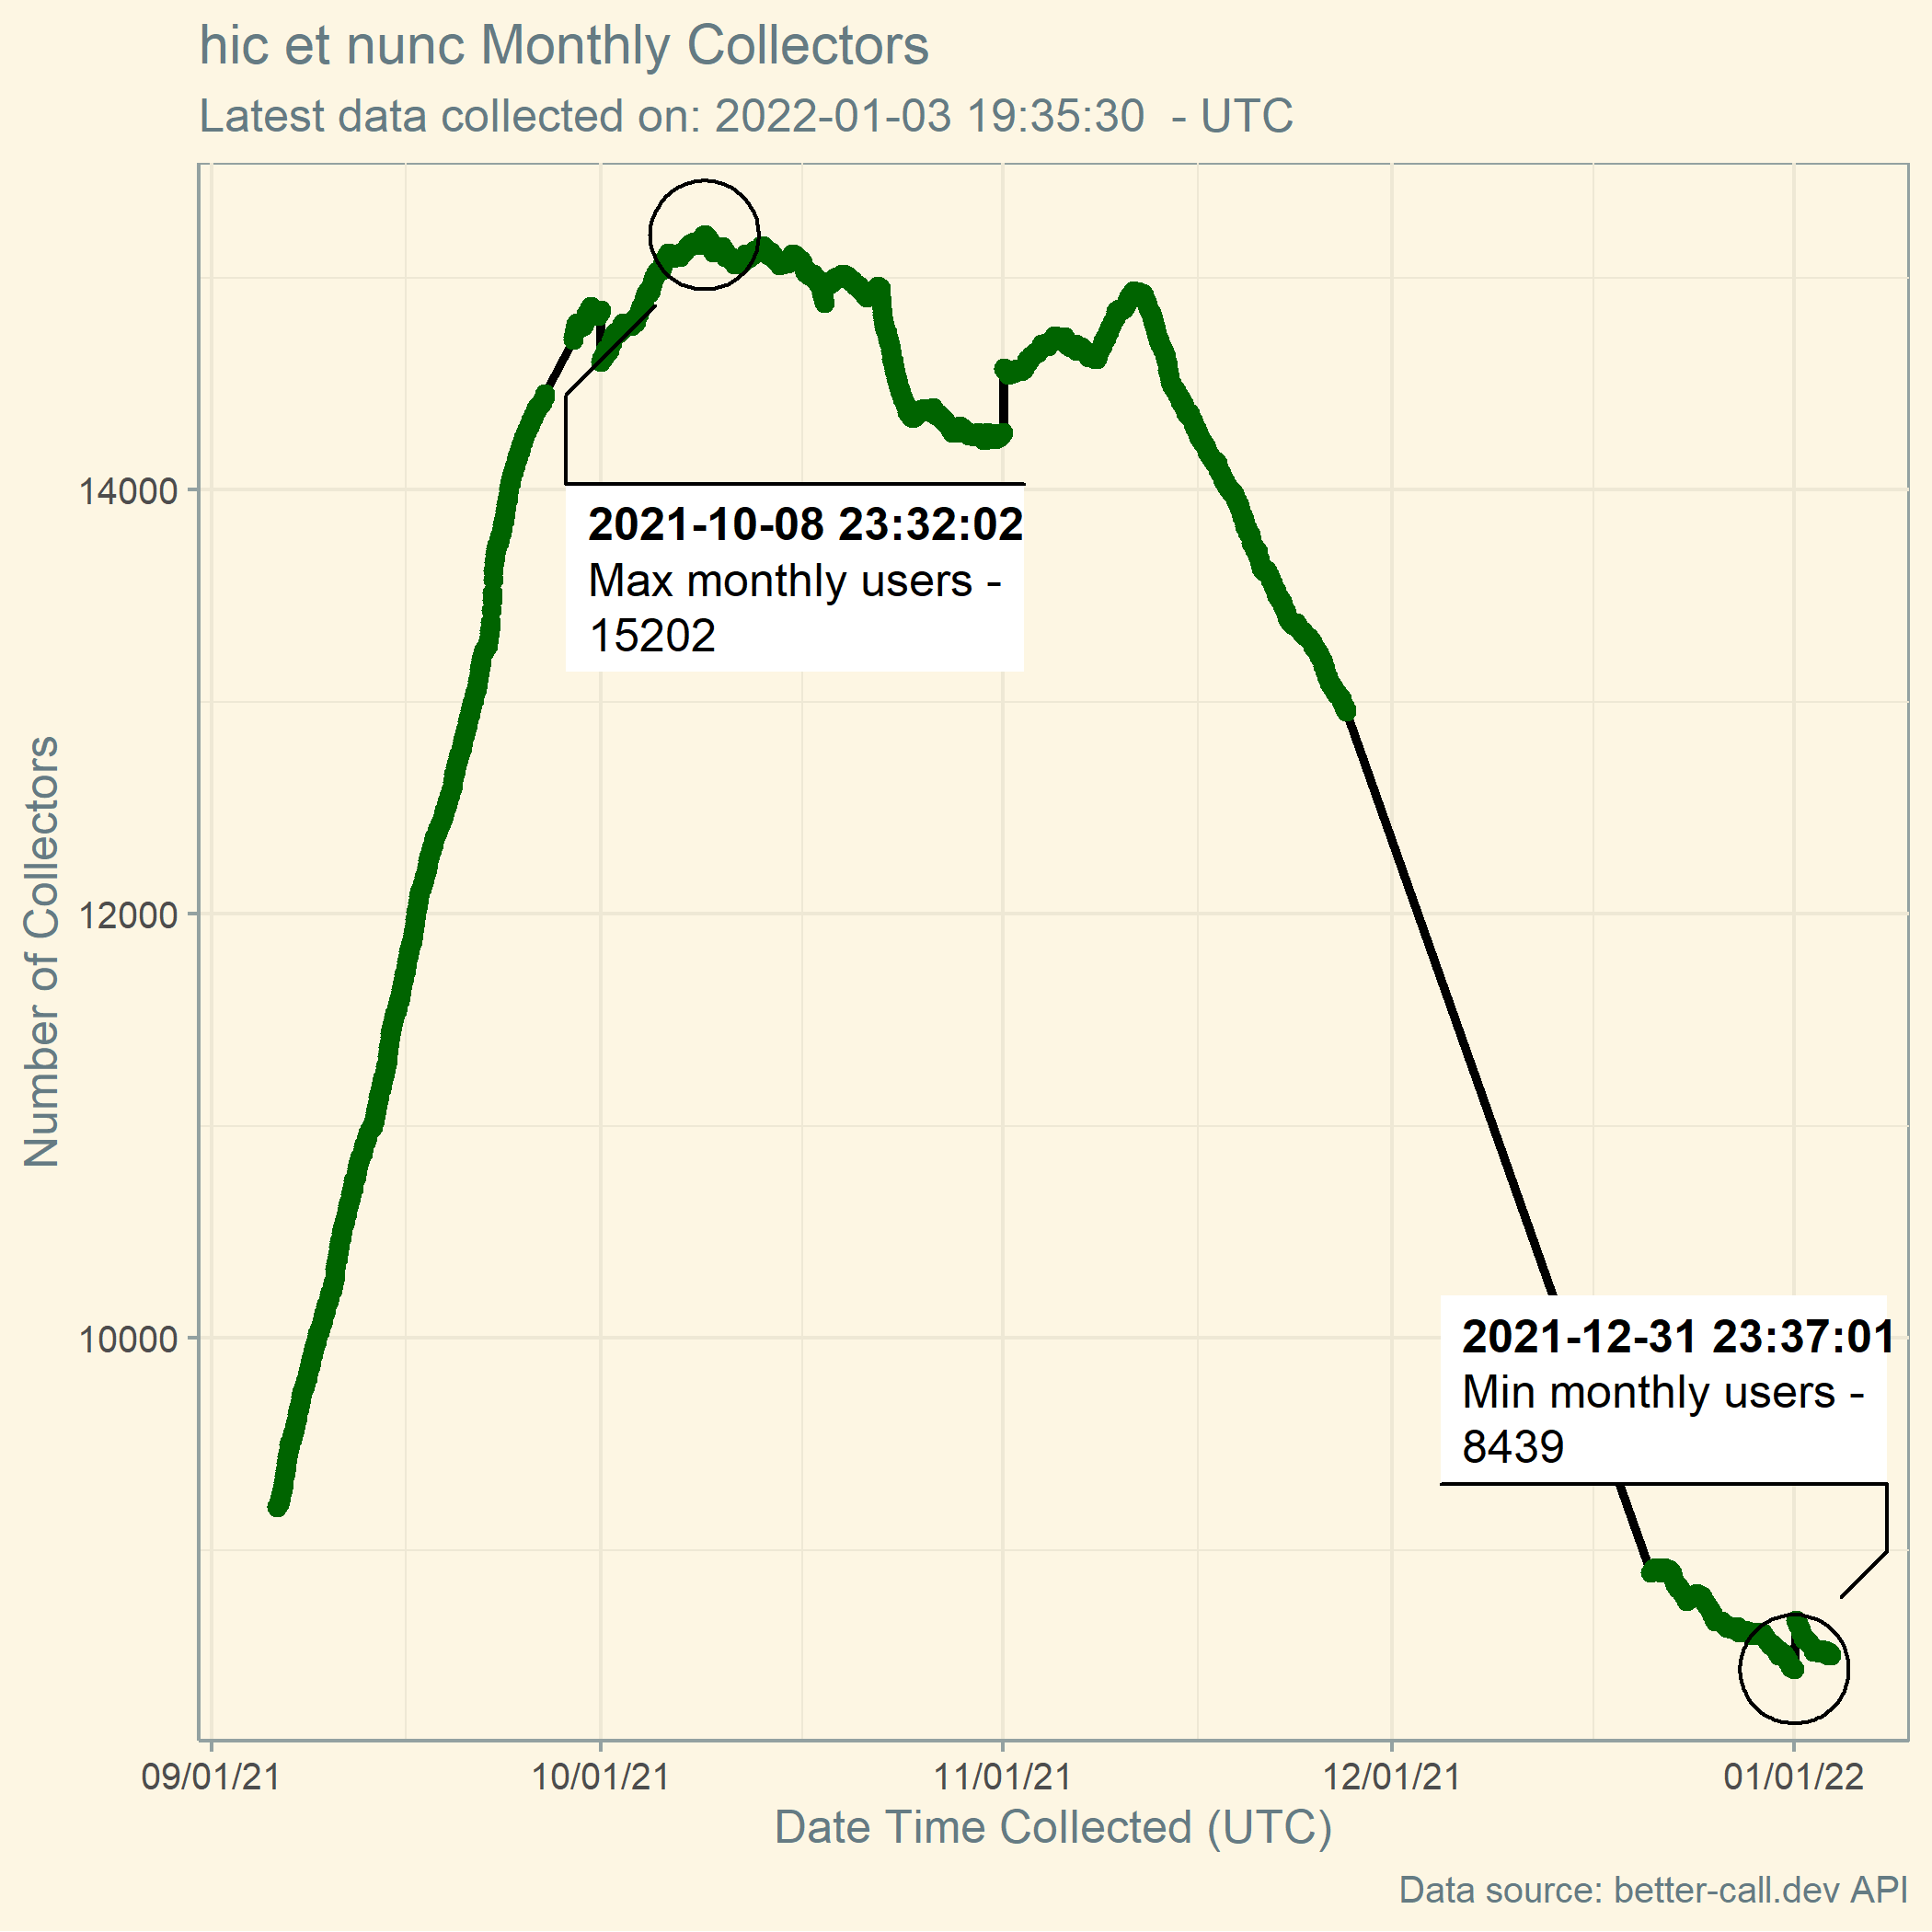 hic et nunc Monthly Collectors
Latest data collected on: 2022-01-03 19:35:30  - UTC
Number of Collectors
14000
12000
10000
2021-10-08 23:32:02
Max monthly users -
15202
2021-12-31 23:37:01
Min monthly users -
8439
09/01/21
10/01/21
11/01/21
12/01/21
01/01/22
Date Time Collected (UTC)
Data source: better-call.dev API